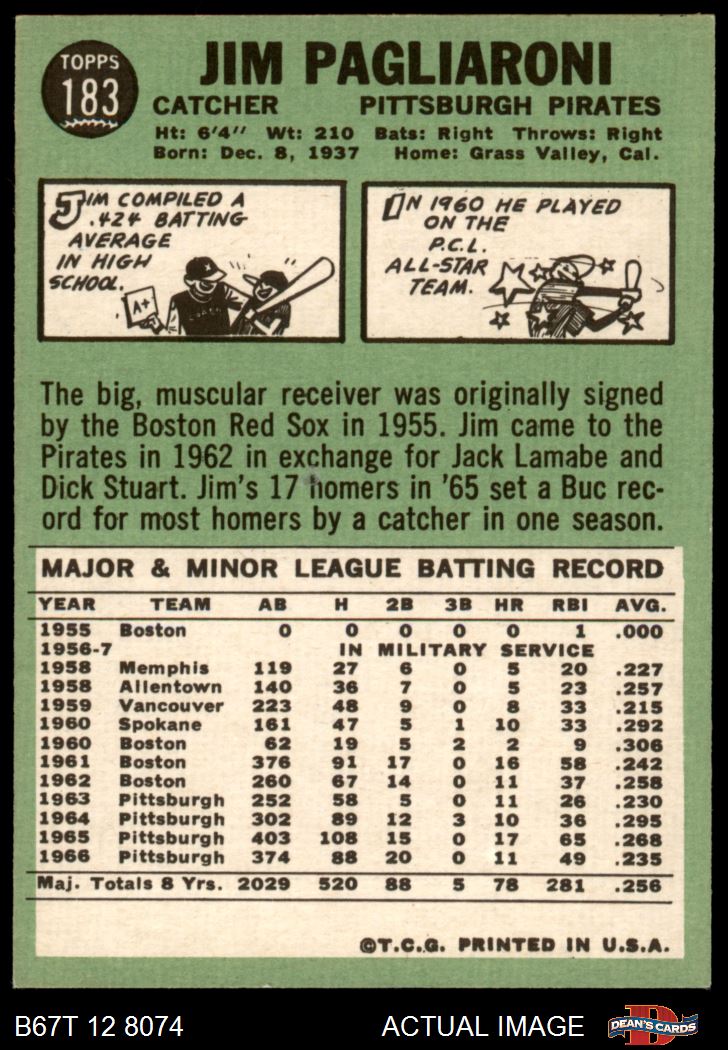 TOPPS
183
JIM PAGLIARONI
CATCHER PITTSBURGH PIRATES
Ht: 6'4" Wt: 210 Bats: Right Throws: Right
Born: Dec. 8, 1937 Home: Grass Valley, Cal.
JIM COMPILED A
.424 BATTING
AVERAGE
IN HIGH
SCHOOL.
A+
COACH
IN 1960 HE PLAYED
ON THE
P.C.L.
ALL-STAR
TEAM.
The big, muscular receiver was originally signed
by the Boston Red Sox in 1955. Jim came to the
Pirates in 1962 in exchange for Jack Lamabe and
Dick Stuart. Jim's 17 homers in '65 set a Buc rec-
ord for most homers by a catcher in one season.
MAJOR & MINOR LEAGUE BATTING RECORD
YEAR TEAM AB H 2B 3B HR RBI AVG.
1955 Boston 0 0 0 0 0 1 .000
1956-7 IN MILITARY SERVICE
1958 Memphis 119 27 6 0 5 20 .227
1958 Allentown 140 36 7 0 5 23 .257
1959 Vancouver 223 48 9 0 8 33 .215
1960 Spokane 161 47 5 1 10 33 .292
1960 Boston 62 19 5 2 2 9 .306
1961 Boston 376 91 17 0 16 58 .242
1962 Boston 260 67 14 0 11 37 .258
1963 Pittsburgh 252 58 5 0 11 26 .230
1964 Pittsburgh 302 89 12 3 10 36 .295
1965 Pittsburgh 403 108 15 0 17 65 .268
1966 Pittsburgh 374 88 20 0 11 49 .235
Maj. Totals 8 Yrs. 2029 520 88 5 78 281 .256
©T.C.G. PRINTED IN U.S.A.
B67T 12 8074 ACTUAL IMAGE
D
DEAN'S CARDS